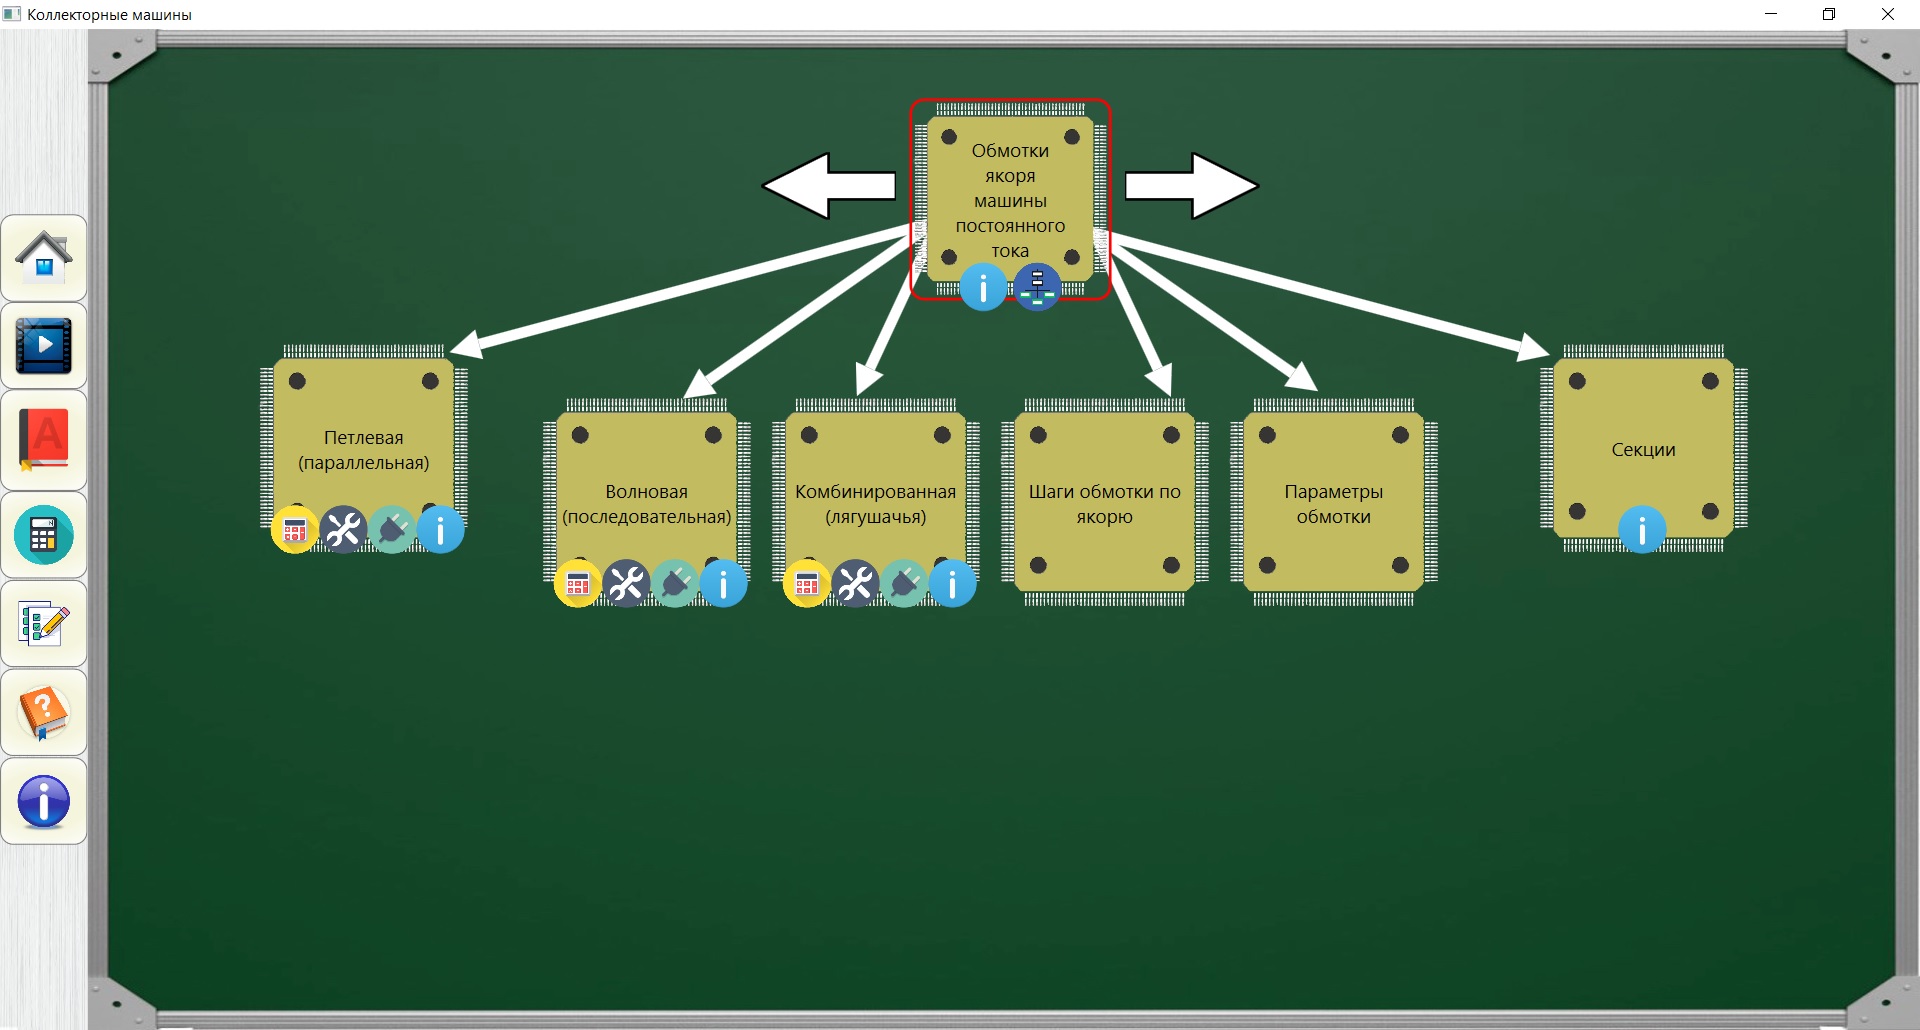 Коллекторные машины
Обмотки
якоря
машины
постоянного
тока
Петлевая
(параллельная)
Волновая
(последовательная)
Комбинированная
(лягушачья)
Шаги обмотки по
якорю
Параметры
обмотки
Секции